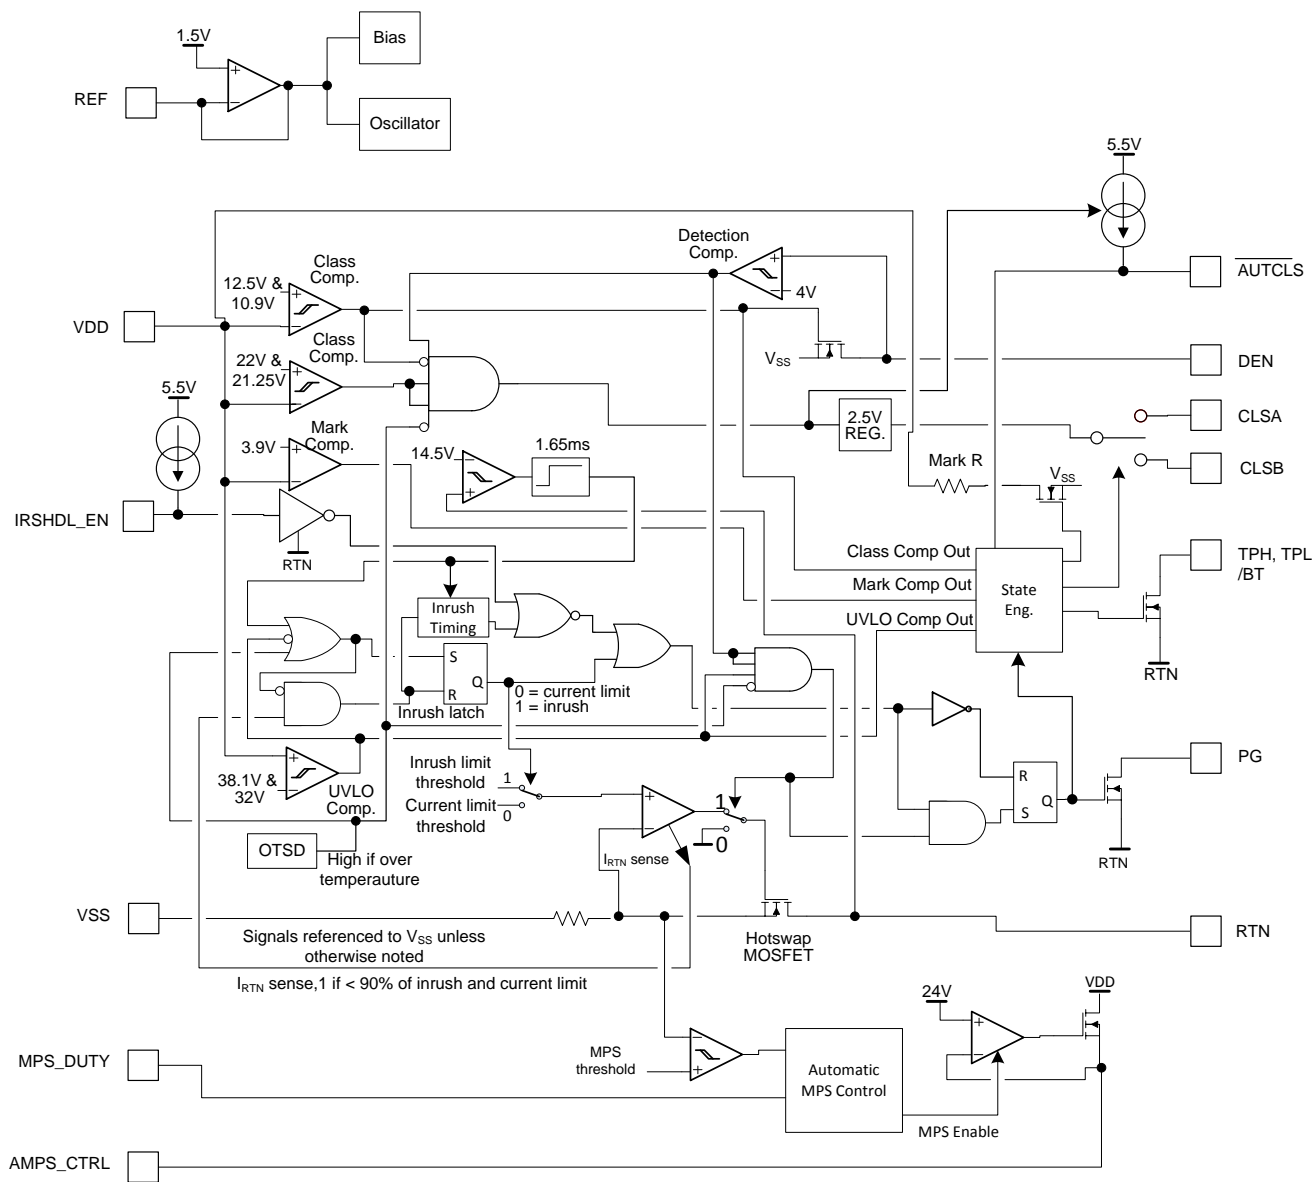 1.5V
Bias
REF
Oscillator
5.5V
Detection
Comp.
Class
Comp.
12.5V &
10.9V
4V
AUTCLS
VDD
Class
Comp.
22V &
21.25V
VSS
DEN
5.5V
2.5V
REG.
CLSA
Mark
Comp.
3.9V
14.5V
1.65ms
Mark R
VSS
CLSB
IRSHDL_EN
RTN
Class Comp Out
Mark Comp Out
UVLO Comp Out
State
Eng.
TPH, TPL
/BT
RTN
Inrush
Timing
S
R
Q
Inrush latch
0 = current limit
1 = inrush
38.1V &
32V
UVLO
Comp.
Inrush limit
threshold
1
Current limit
threshold
0
1
0
R
S
Q
PG
RTN
OTSD
High if over
temperauture
IRTN sense
VSS
Signals referenced to VSS unless
otherwise noted
Hotswap
MOSFET
RTN
IRTN sense,1 if < 90% of inrush and current limit
24V
VDD
MPS
threshold
Automatic
MPS Control
MPS_DUTY
MPS Enable
AMPS_CTRL